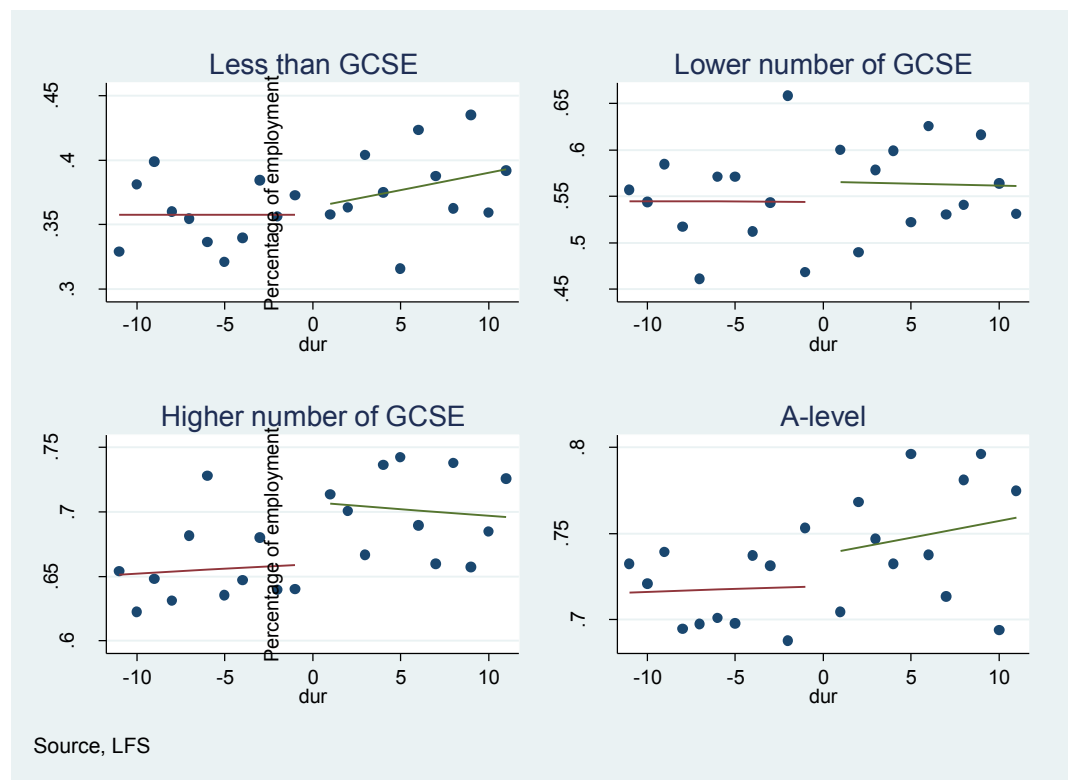 Less than GCSE
Percentage of employment
.45
.4
.35
.3
-10 -5 0 5 10
dur
Lower number of GCSE
.65
.6
.55
.5
.45
-10 -5 0 5 10
dur
Higher number of GCSE
Percentage of employment
.75
.7
.65
.6
-10 -5 0 5 10
dur
A-level
.8
.75
.7
-10 -5 0 5 10
dur
Source, LFS